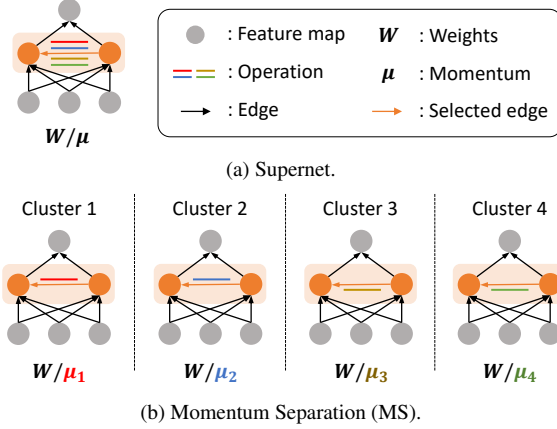 W/μ
: Feature map
W : Weights
: Operation
μ : Momentum
: Edge
: Selected edge
(a) Supernet.
Cluster 1
Cluster 2
Cluster 3
Cluster 4
W/μ₁
W/μ₂
W/μ₃
W/μ₄
(b) Momentum Separation (MS).